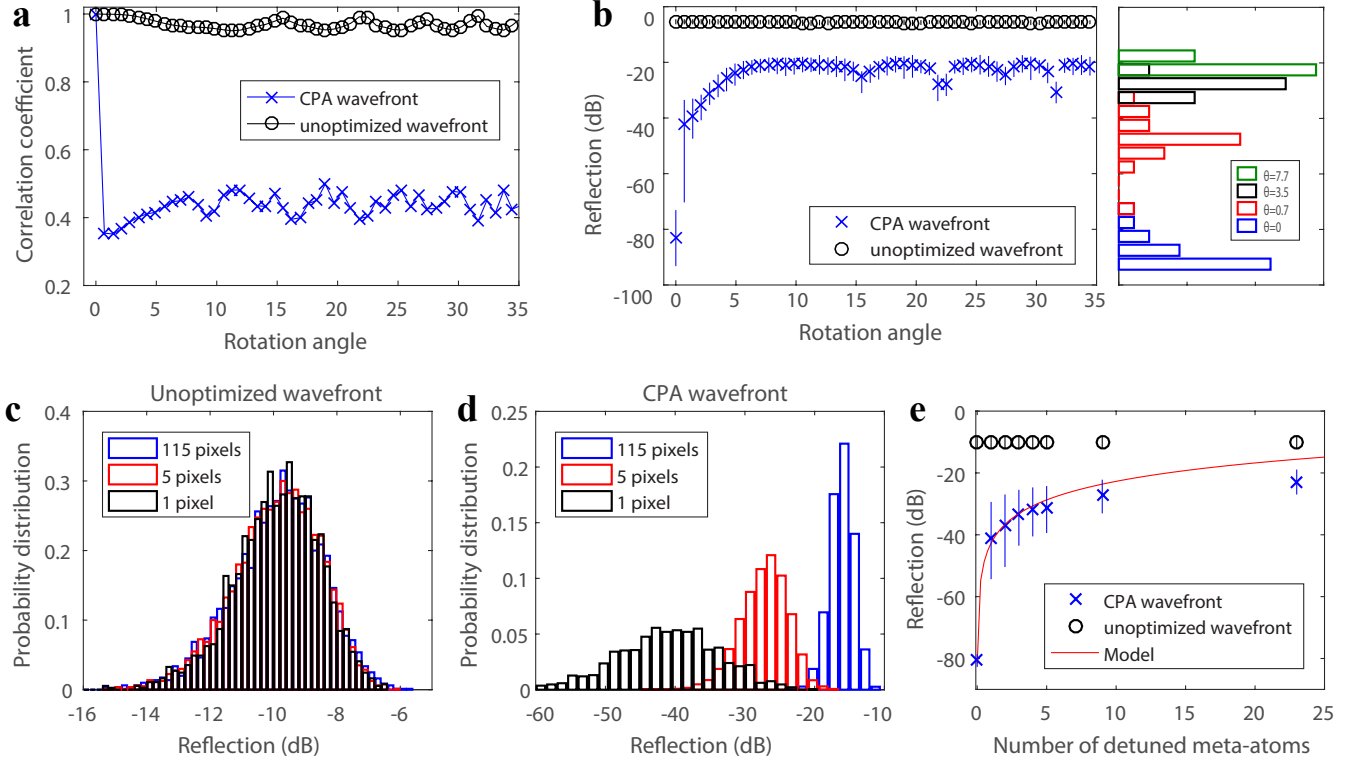 a
1
0.8
0.6
0.4
0.2
Correlation coefficient
CPA wavefront
unoptimized wavefront
0 5 10 15 20 25 30 35
Rotation angle
b
0
-20
-40
-60
-80
-100
Reflection (dB)
CPA wavefront
unoptimized wavefront
0 5 10 15 20 25 30 35
Rotation angle
θ=7.7
θ=3.5
θ=0.7
θ=0
c
Unoptimized wavefront
0.4
0.3
0.2
0.1
0
Probability distribution
115 pixels
5 pixels
1 pixel
-16 -14 -12 -10 -8 -6
Reflection (dB)
d
CPA wavefront
0.25
0.2
0.15
0.10
0.05
0
Probability distribution
115 pixels
5 pixels
1 pixel
-60 -50 -40 -30 -20 -10
Reflection (dB)
e
0
-20
-40
-60
-80
Reflection (dB)
CPA wavefront
unoptimized wavefront
Model
0 5 10 15 20 25
Number of detuned meta-atoms